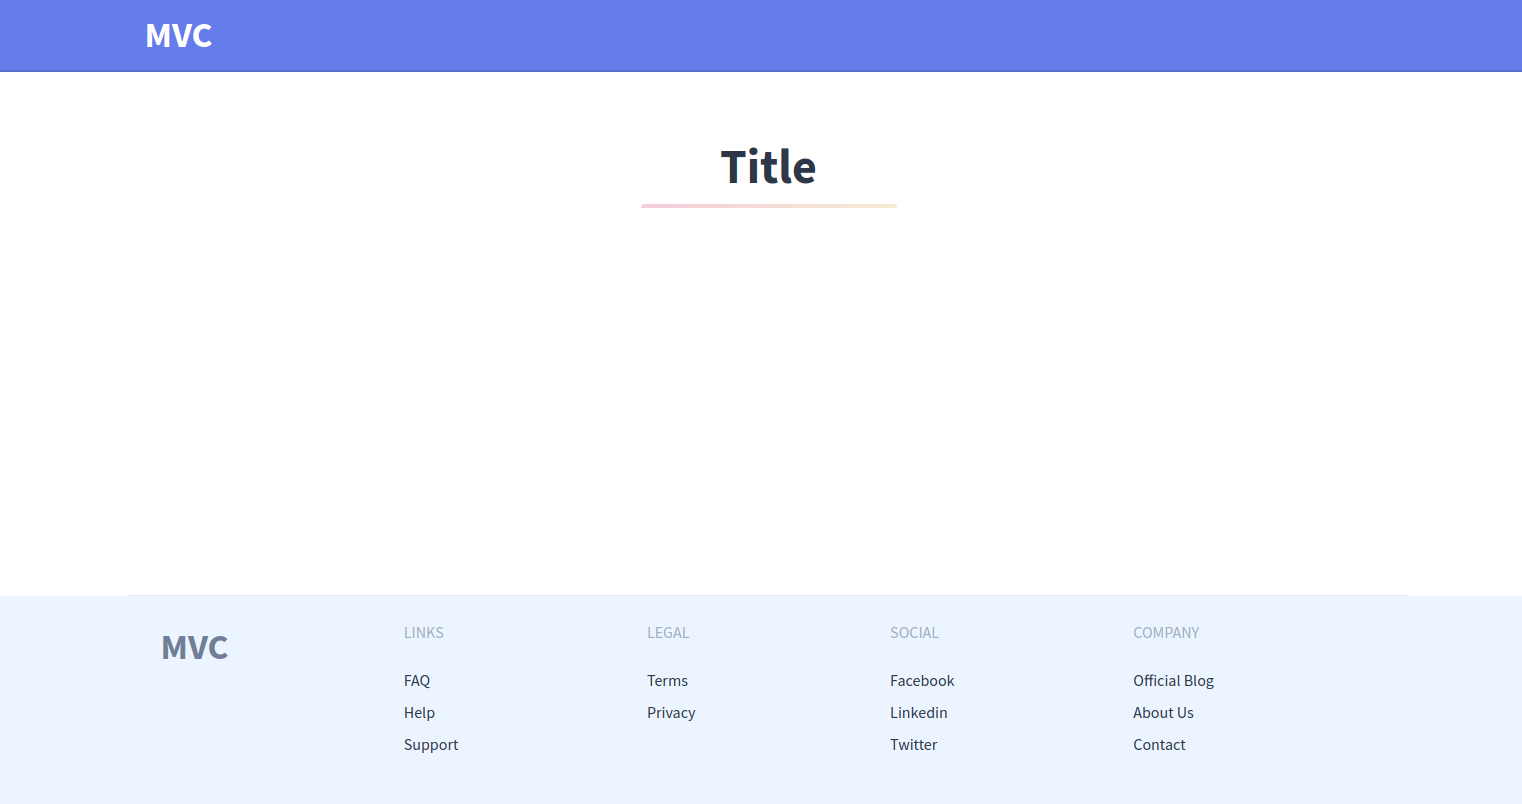 MVC
Title
MVC
LINKS
FAQ
Help
Support
LEGAL
Terms
Privacy
SOCIAL
Facebook
Linkedin
Twitter
COMPANY
Official Blog
About Us
Contact